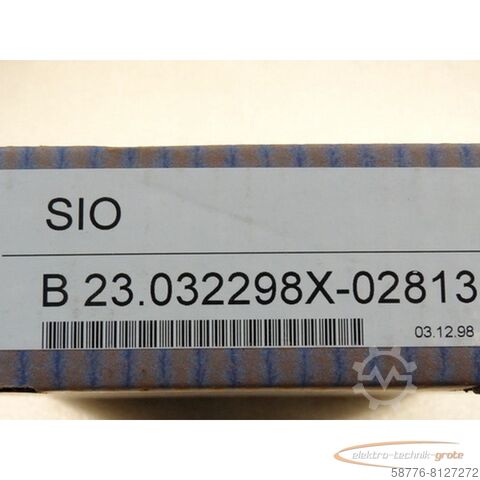 SIO
B 23.032298X-02813
03.12.98
elektro-technik-grote
58776-8127272